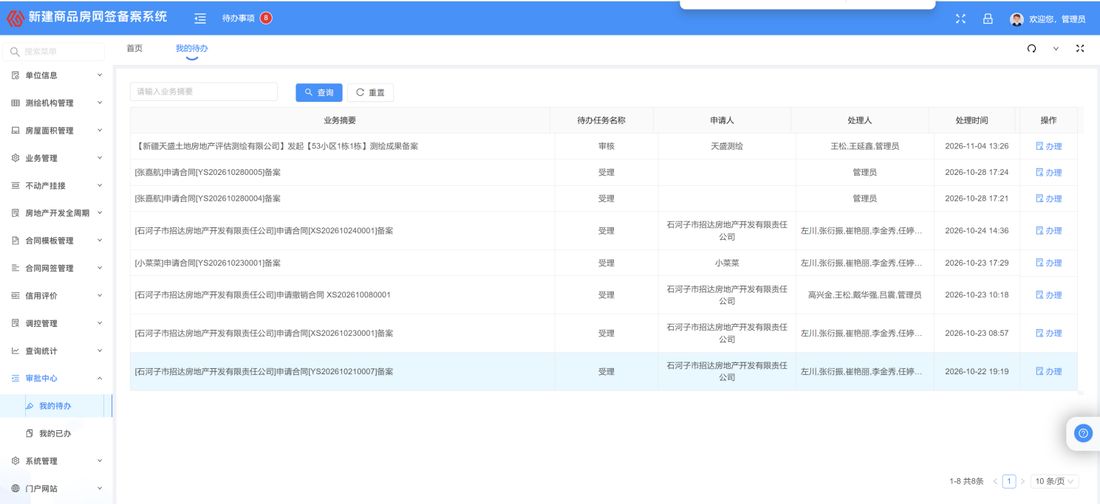 新建商品房网签备案系统
待办事项 8
欢迎您，管理员
搜索菜单
首页 我的待办
单位信息
测绘机构管理
房屋面积管理
业务管理
不动产挂接
房地产开发全周期
合同模板管理
合同网签管理
信用评价
调控管理
查询统计
审批中心
我的待办
我的已办
系统管理
门户网站
请输入业务摘要 查询 重置
业务摘要 待办任务名称 申请人 处理人 处理时间 操作
【新疆天盛土地房地产评估测绘有限公司】发起【53小区1栋1栋】测绘成果备案 审核 天盛测绘 王松,王延鑫,管理员 2026-11-04 13:26 办理
[张嘉航]申请合同[YS202610280005]备案 受理 管理员 2026-10-28 17:24 办理
[张嘉航]申请合同[YS202610280004]备案 受理 管理员 2026-10-28 17:21 办理
[石河子市招达房地产开发有限责任公司]申请合同[XS202610240001]备案 受理 石河子市招达房地产开发有限责任公司 左川,张衍振,崔艳丽,李金秀,任婷... 2026-10-24 14:36 办理
[小菜菜]申请合同[YS202610230001]备案 受理 小菜菜 左川,张衍振,崔艳丽,李金秀,任婷... 2026-10-23 17:29 办理
[石河子市招达房地产开发有限责任公司]申请撤销合同 XS202610080001 受理 石河子市招达房地产开发有限责任公司 高兴金,王松,戴华强,吕震,管理员 2026-10-23 10:18 办理
[石河子市招达房地产开发有限责任公司]申请合同[XS202610230001]备案 受理 石河子市招达房地产开发有限责任公司 左川,张衍振,崔艳丽,李金秀,任婷... 2026-10-23 08:57 办理
[石河子市招达房地产开发有限责任公司]申请合同[YS202610210007]备案 受理 石河子市招达房地产开发有限责任公司 左川,张衍振,崔艳丽,李金秀,任婷... 2026-10-22 19:19 办理
1-8 共8条 1 10 条/页